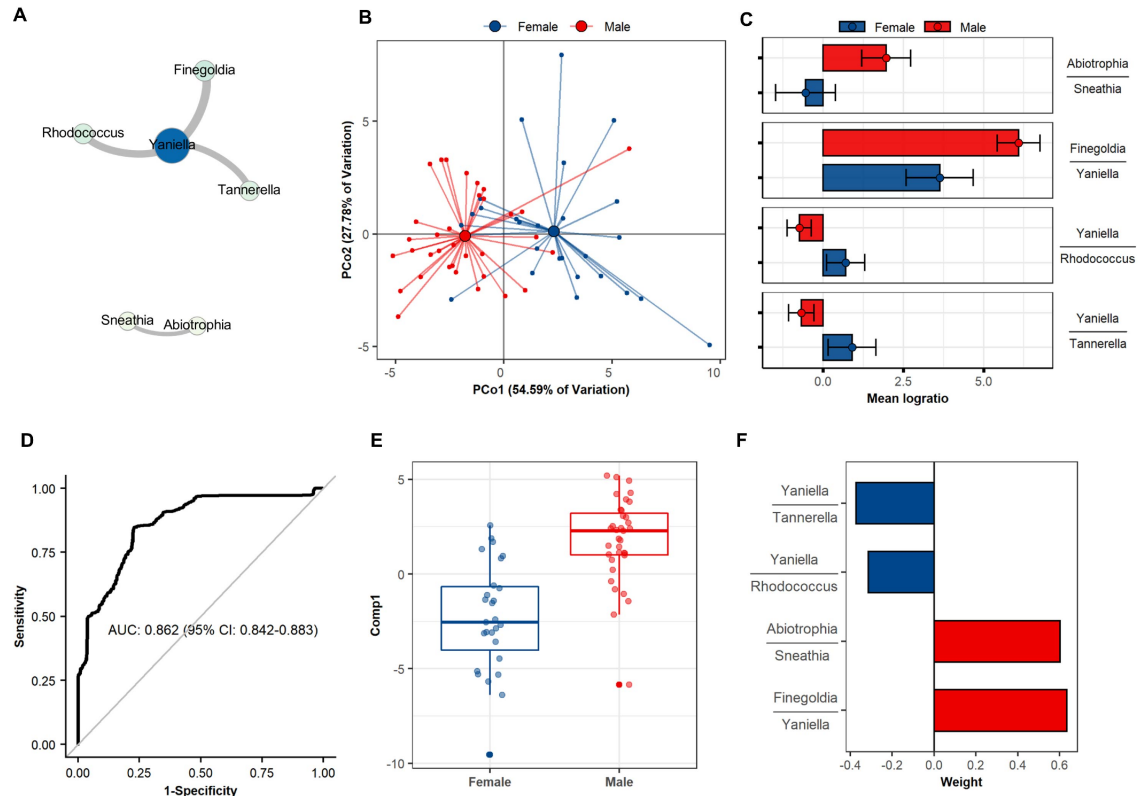 A
Finegoldia
Rhodococcus
Yaniella
Tannerella
Sneathia
Abiotrophia
B
Female
Male
PCo2 (27.78% of Variation)
5
0
-5
-5
0
5
10
PCo1 (54.59% of Variation)
C
Female
Male
Abiotrophia
Sneathia
Finegoldia
Yaniella
Yaniella
Rhodococcus
Yaniella
Tannerella
0.0
2.5
5.0
Mean logratio
D
Sensitivity
1.00
0.75
0.50
0.25
0.00
AUC: 0.862 (95% CI: 0.842-0.883)
0.00
0.25
0.50
0.75
1.00
1-Specificity
E
Comp1
5
0
-5
-10
Female
Male
F
Yaniella
Tannerella
Yaniella
Rhodococcus
Abiotrophia
Sneathia
Finegoldia
Yaniella
-0.4
-0.2
0.0
0.2
0.4
0.6
Weight